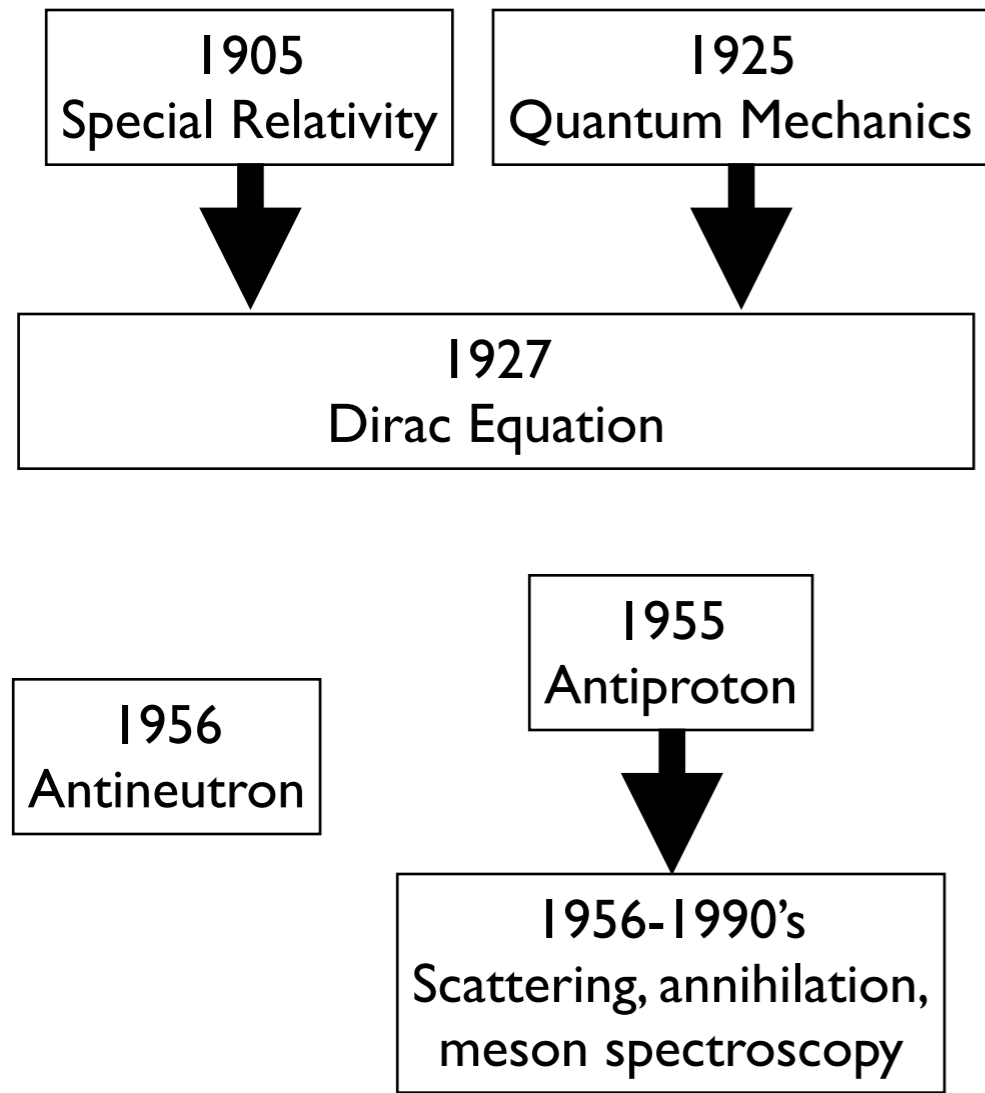 1905
Special Relativity
1925
Quantum Mechanics
1927
Dirac Equation
1955
Antiproton
1956
Antineutron
1956-1990’s
Scattering, annihilation,
meson spectroscopy